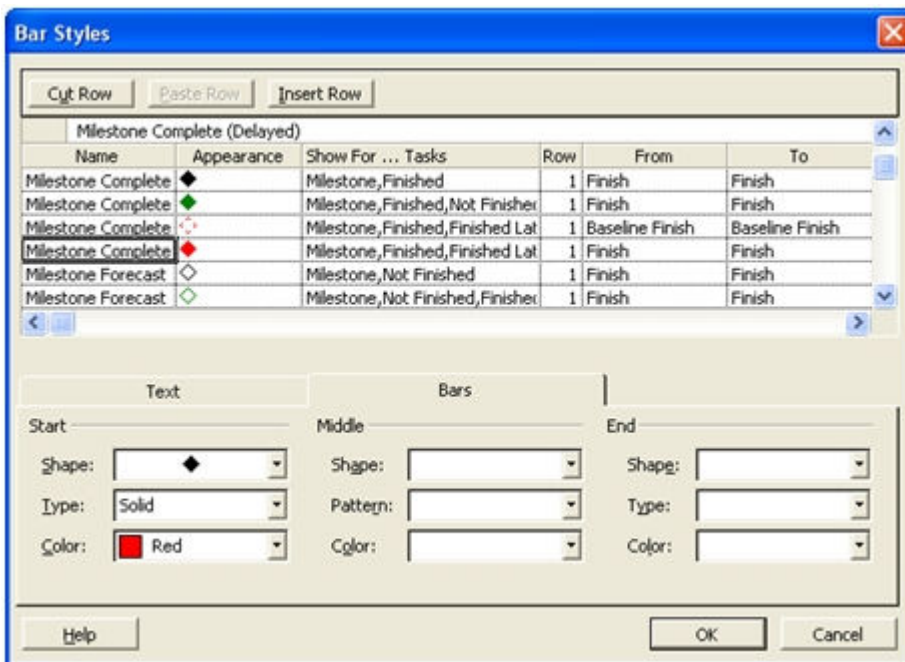 Bar Styles
Cut Row Paste Row Insert Row
Milestone Complete (Delayed)
Name Appearance Show For ... Tasks Row From To
Milestone Complete Milestone,Finished 1 Finish Finish
Milestone Complete Milestone,Finished,Not Finished 1 Finish Finish
Milestone Complete Milestone,Finished,Finished Lat 1 Baseline Finish Baseline Finish
Milestone Complete Milestone,Finished,Finished Lat 1 Finish Finish
Milestone Forecast Milestone,Not Finished 1 Finish Finish
Milestone Forecast Milestone,Not Finished,Finished 1 Finish Finish
Text Bars
Start Middle End
Shape: Shape: Shape:
Type: Solid Pattern: Type:
Color: Red Color: Color:
Help OK Cancel